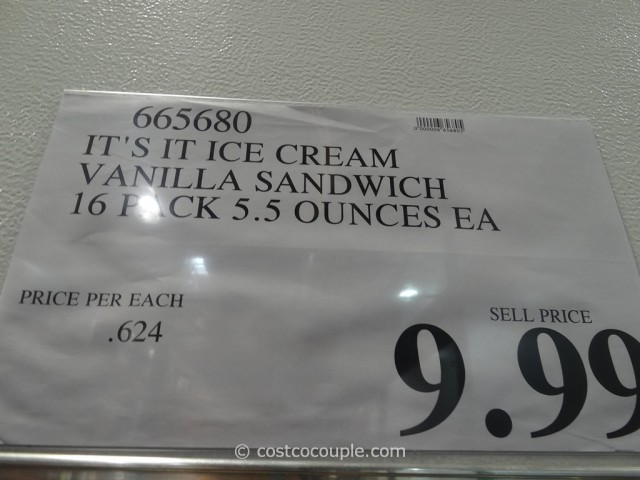 665680
IT'S IT ICE CREAM
VANILLA SANDWICH
16 PACK 5.5 OUNCES EA
PRICE PER EACH
.624
SELL PRICE
9.99
© costcocouple.com